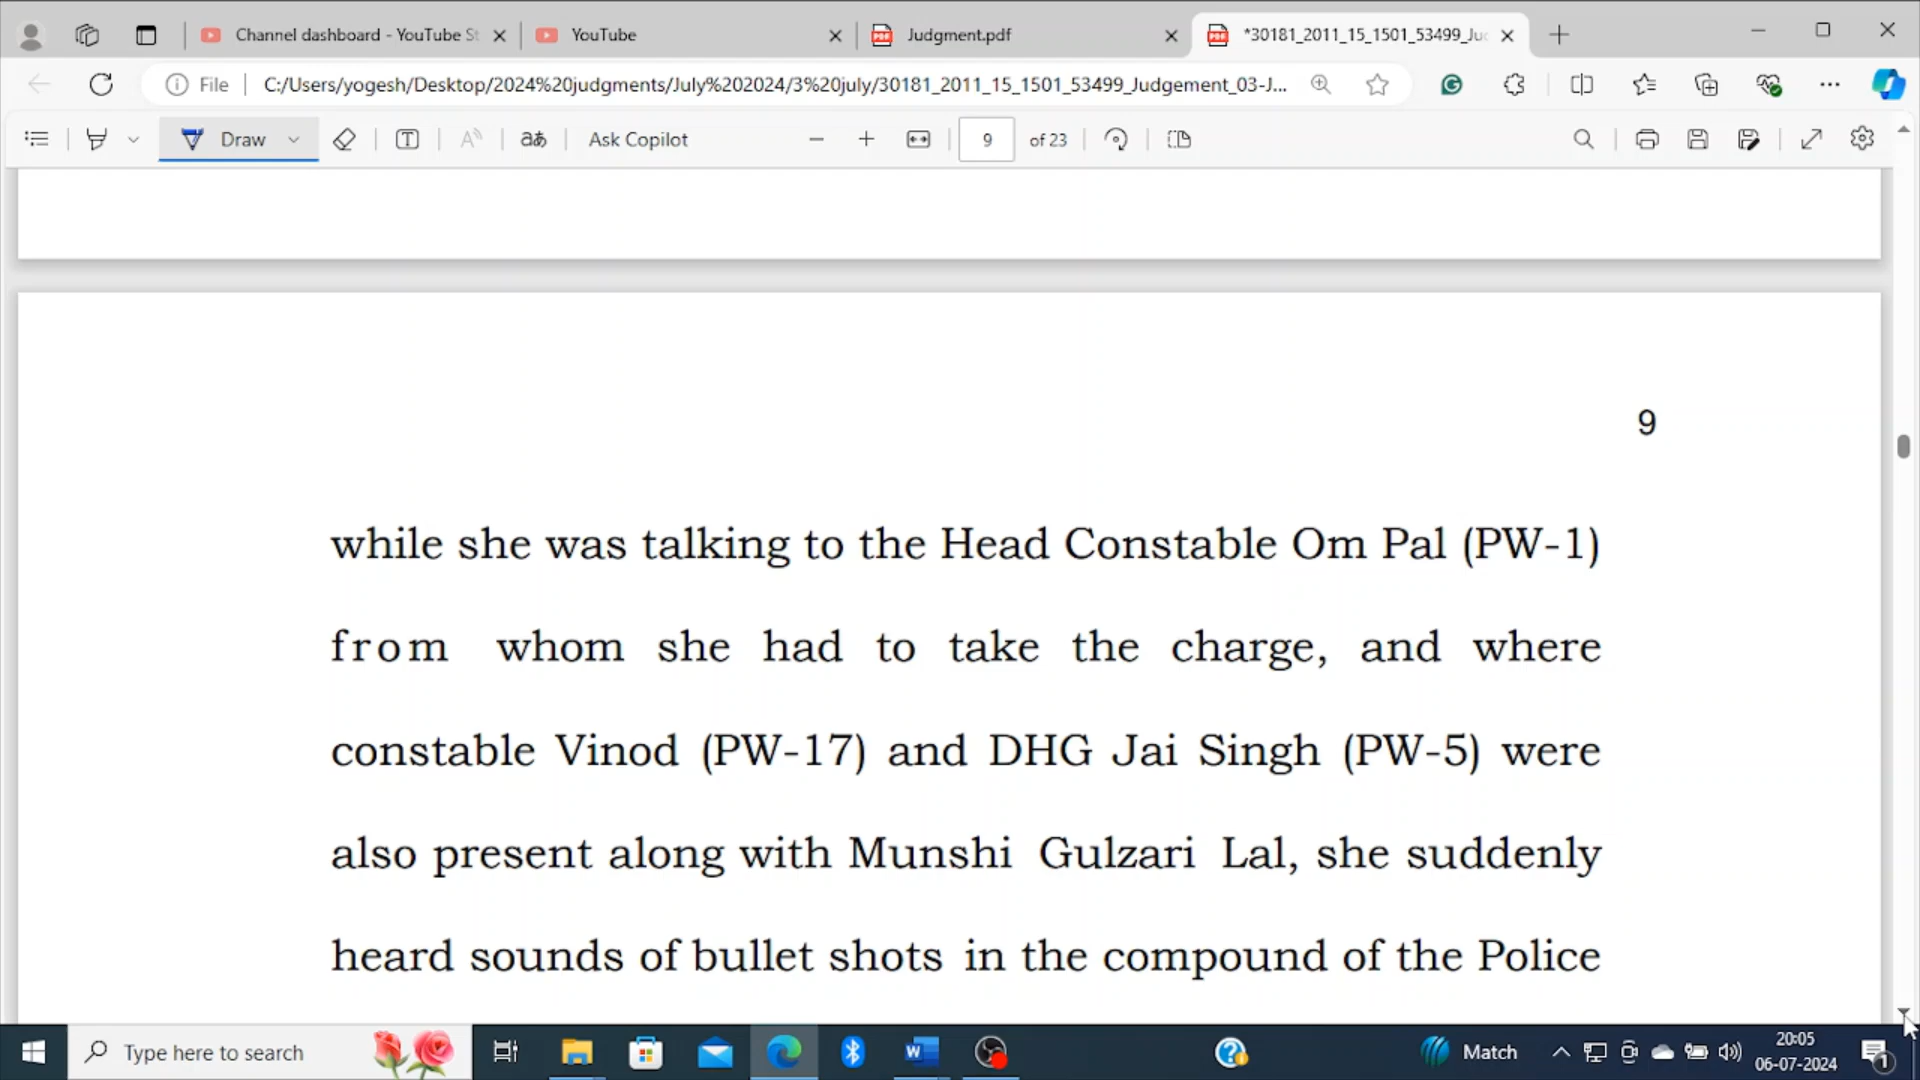 Channel dashboard - YouTube St
YouTube
Judgment.pdf
*30181_2011_15_1501_53499_Ju
File
C:/Users/yogesh/Desktop/2024%20judgments/July%202024/3%20july/30181_2011_15_1501_53499_Judgement_03-J...
Draw
aあ
Ask Copilot
9
of 23
9
while she was talking to the Head Constable Om Pal (PW-1)
from whom she had to take the charge, and where
constable Vinod (PW-17) and DHG Jai Singh (PW-5) were
also present along with Munshi Gulzari Lal, she suddenly
heard sounds of bullet shots in the compound of the Police
Type here to search
Match
20:05
06-07-2024
1